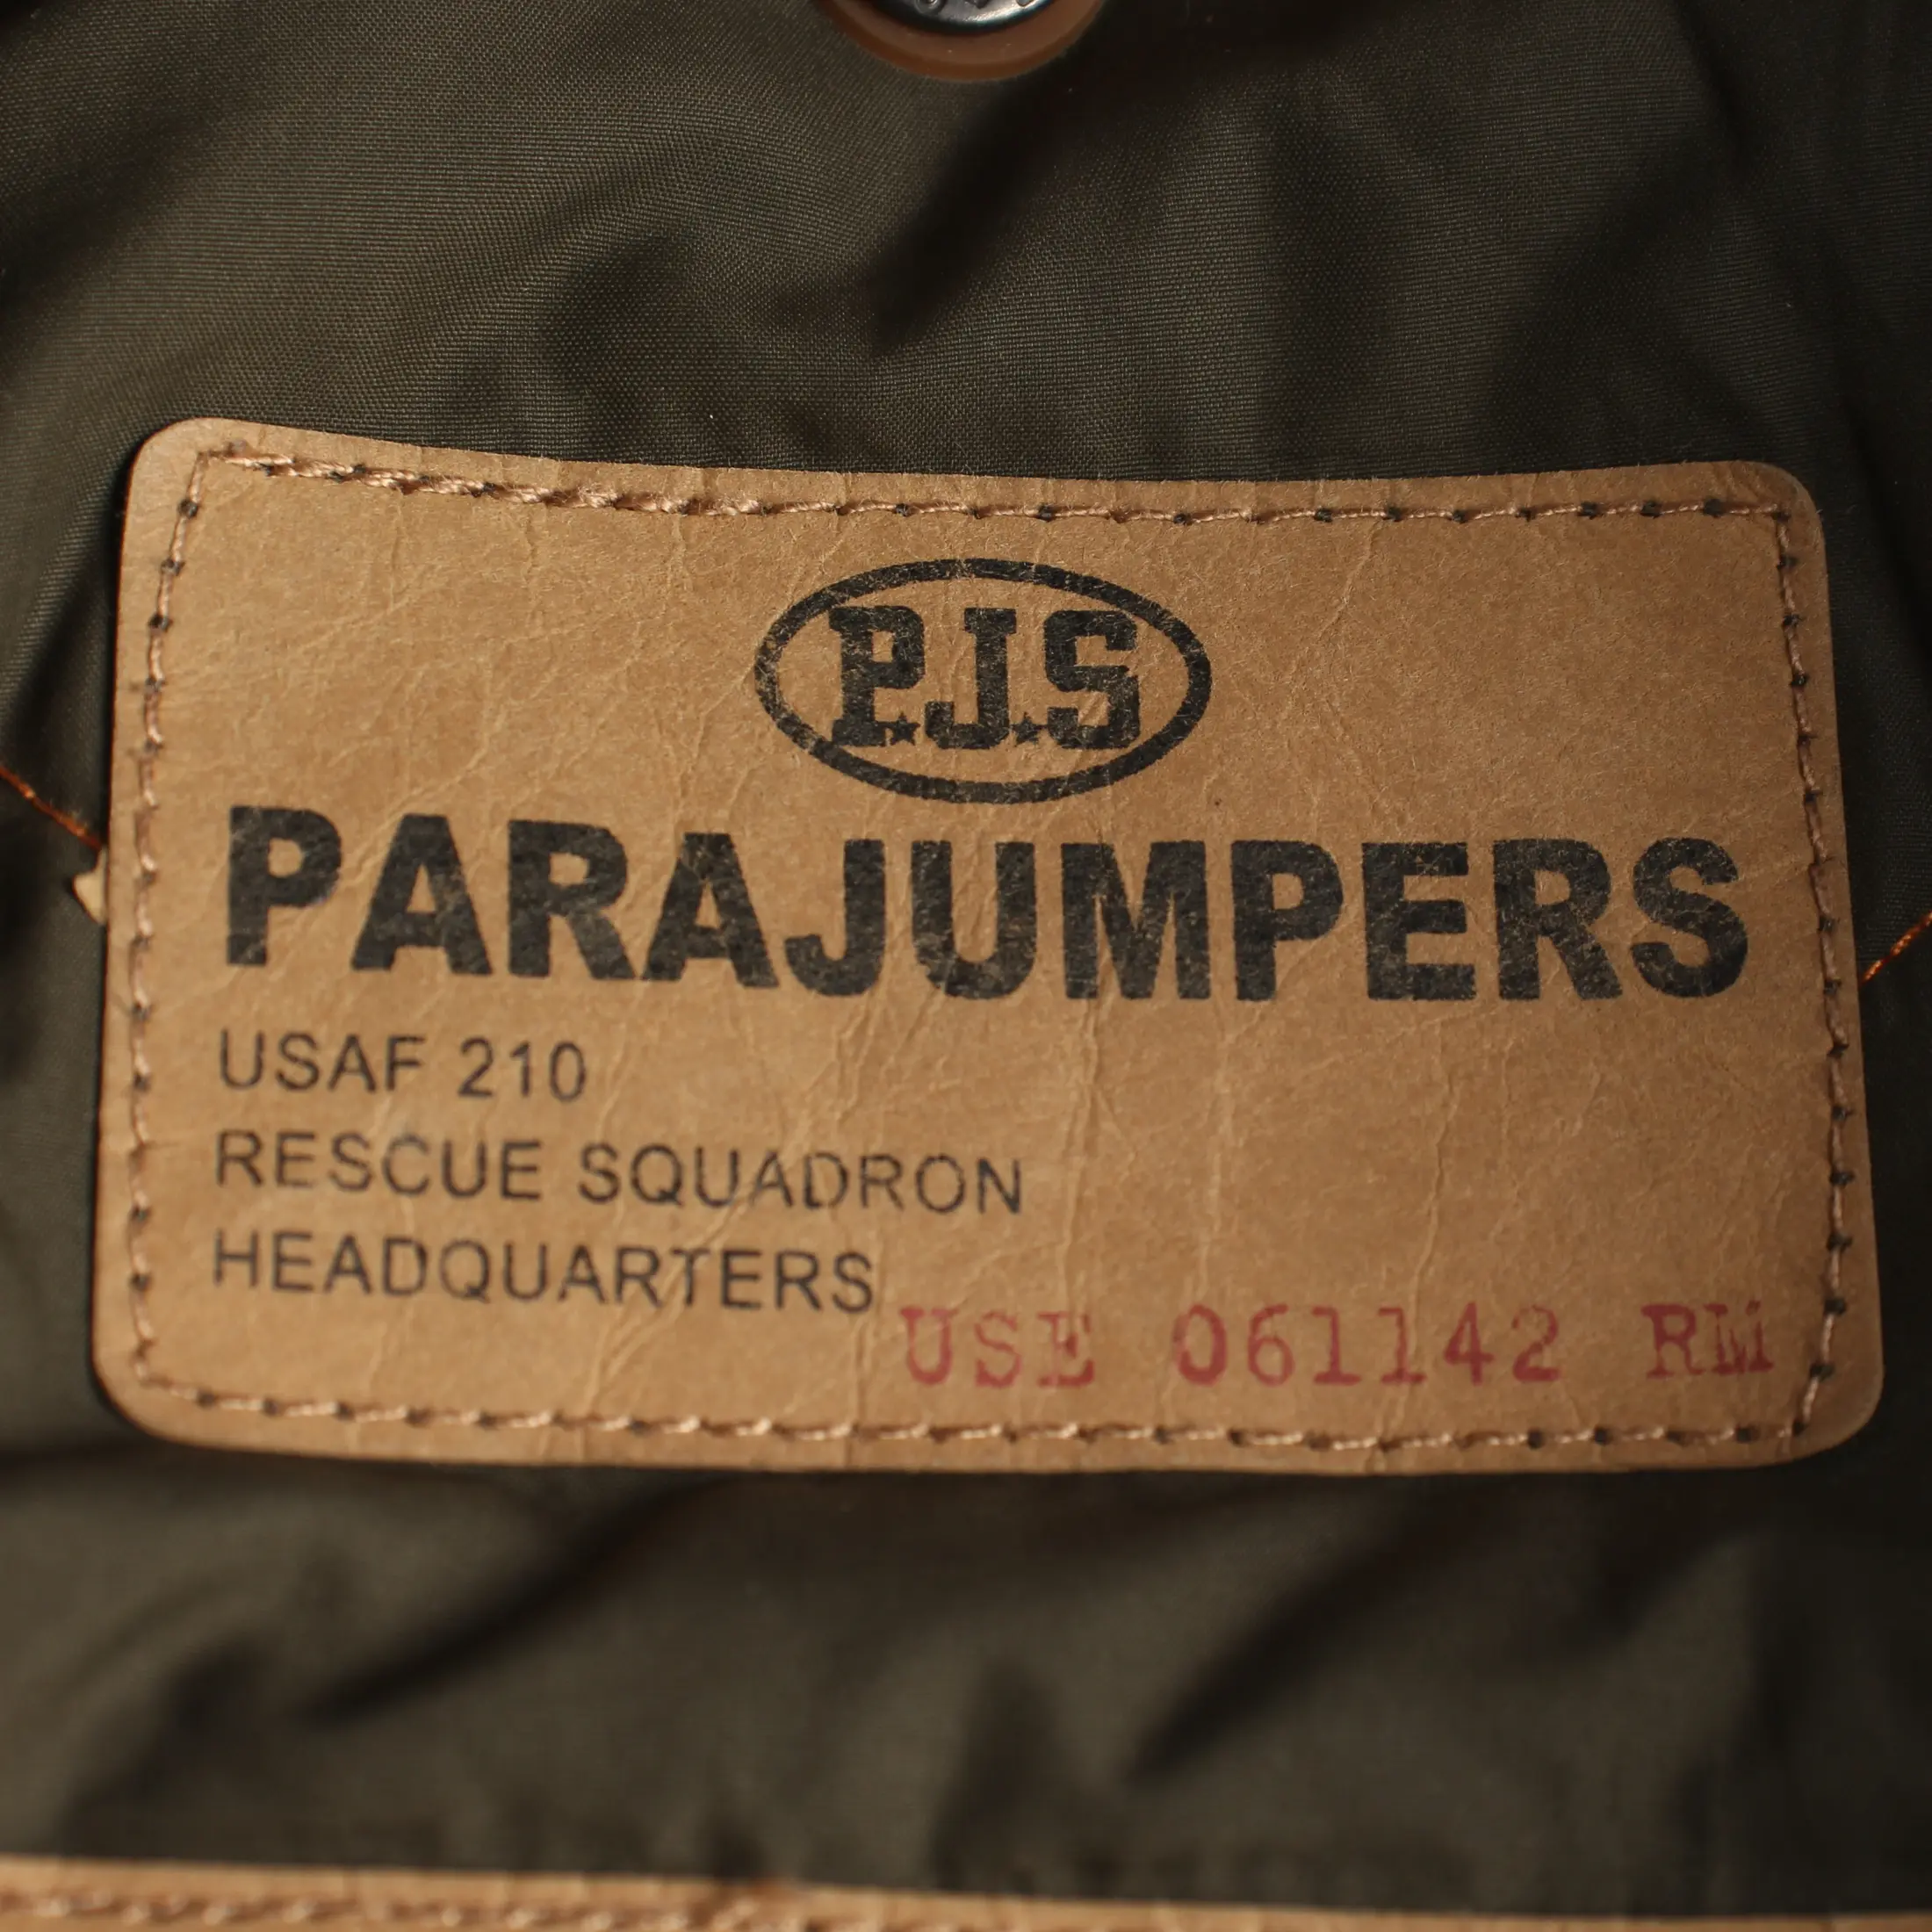 P.J.S
PARAJUMPERS
USAF 210
RESCUE SQUADRON
HEADQUARTERS
USE 061142 RM